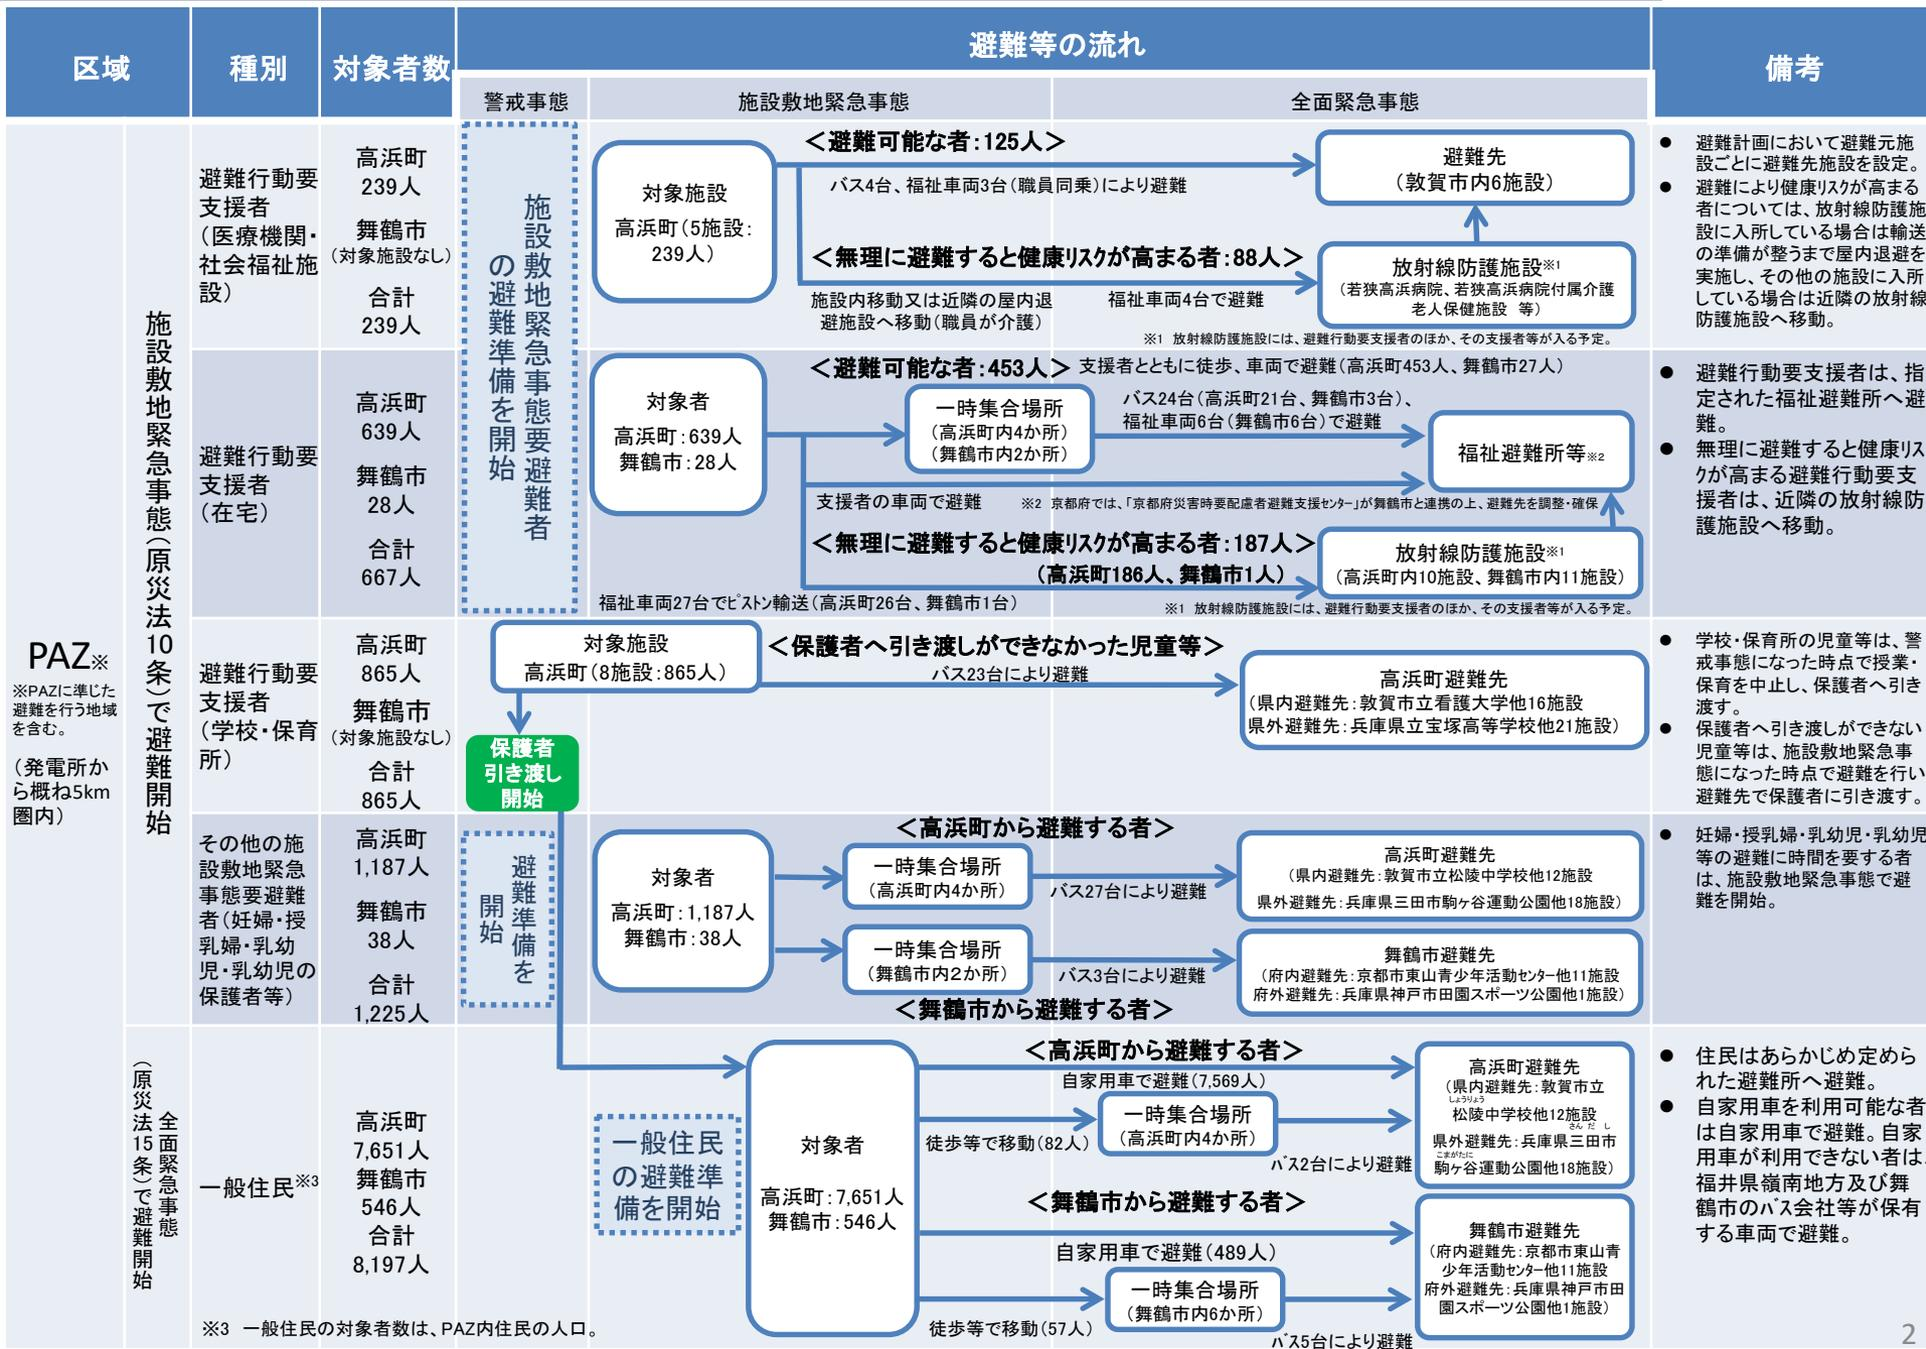 区域
種別
対象者数
避難等の流れ
備考
警戒事態
施設敷地緊急事態
全面緊急事態
PAZ※
※PAZに準じた
避難を行う地域
を含む。
(発電所か
ら概ね5km
圏内)
施設敷地緊急事態(原災法10条)で避難開始
避難行動要
支援者
(医療機関・
社会福祉施
設)
高浜町
239人
舞鶴市
(対象施設なし)
合計
239人
施設敷地緊急事態要避難者
の避難準備を開始
対象施設
高浜町(5施設:
239人)
<避難可能な者:125人>
バス4台、福祉車両3台(職員同乗)により避難
避難先
(敦賀市内6施設)
<無理に避難すると健康リスクが高まる者:88人>
施設内移動又は近隣の屋内退
避施設へ移動(職員が介護)
福祉車両4台で避難
放射線防護施設※1
(若狭高浜病院、若狭高浜病院付属介護
老人保健施設 等)
※1 放射線防護施設には、避難行動要支援者のほか、その支援者等が入る予定。
● 避難計画において避難元施
設ごとに避難先施設を設定。
● 避難により健康リスクが高まる
者については、放射線防護施
設に入所している場合は輸送
の準備が整うまで屋内退避を
実施し、その他の施設に入所
している場合は近隣の放射線
防護施設へ移動。
避難行動要
支援者
(在宅)
高浜町
639人
舞鶴市
28人
合計
667人
対象者
高浜町:639人
舞鶴市:28人
<避難可能な者:453人>
支援者とともに徒歩、車両で避難(高浜町453人、舞鶴市27人)
一時集合場所
(高浜町内4か所)
(舞鶴市内2か所)
バス24台(高浜町21台、舞鶴市3台)、
福祉車両6台(舞鶴市6台)で避難
福祉避難所等※2
支援者の車両で避難
※2 京都府では、「京都府災害時要配慮者避難支援センター」が舞鶴市と連携の上、避難先を調整・確保
<無理に避難すると健康リスクが高まる者:187人>
(高浜町186人、舞鶴市1人)
放射線防護施設※1
(高浜町内10施設、舞鶴市内11施設)
福祉車両27台でピストン輸送(高浜町26台、舞鶴市1台)
※1 放射線防護施設には、避難行動要支援者のほか、その支援者等が入る予定。
● 避難行動要支援者は、指
定された福祉避難所へ避
難。
● 無理に避難すると健康リス
クが高まる避難行動要支
援者は、近隣の放射線防
護施設へ移動。
避難行動要
支援者
(学校・保育
所)
高浜町
865人
舞鶴市
(対象施設なし)
合計
865人
対象施設
高浜町(8施設:865人)
<保護者へ引き渡しができなかった児童等>
バス23台により避難
高浜町避難先
(県内避難先:敦賀市立看護大学他16施設
県外避難先:兵庫県立宝塚高等学校他21施設)
保護者
引き渡し
開始
● 学校・保育所の児童等は、警
戒事態になった時点で授業・
保育を中止し、保護者へ引き
渡す。
● 保護者へ引き渡しができない
児童等は、施設敷地緊急事
態になった時点で避難を行い
避難先で保護者に引き渡す。
その他の施
設敷地緊急
事態要避難
者(妊婦・授
乳婦・乳幼
児・乳幼児の
保護者等)
高浜町
1,187人
舞鶴市
38人
合計
1,225人
避難準備を
開始
対象者
高浜町:1,187人
舞鶴市:38人
<高浜町から避難する者>
一時集合場所
(高浜町内4か所)
バス27台により避難
高浜町避難先
(県内避難先:敦賀市立松陵中学校他12施設
県外避難先:兵庫県三田市駒ヶ谷運動公園他18施設)
一時集合場所
(舞鶴市内2か所)
バス3台により避難
舞鶴市避難先
(府内避難先:京都市東山青少年活動センター他11施設
府外避難先:兵庫県神戸市田園スポーツ公園他1施設)
<舞鶴市から避難する者>
● 妊婦・授乳婦・乳幼児・乳幼児
等の避難に時間を要する者
は、施設敷地緊急事態で避
難を開始。
全面緊急事態
(原災法15条)で避難開始
一般住民※3
高浜町
7,651人
舞鶴市
546人
合計
8,197人
一般住民
の避難準
備を開始
対象者
高浜町:7,651人
舞鶴市:546人
<高浜町から避難する者>
自家用車で避難(7,569人)
徒歩等で移動(82人)
一時集合場所
(高浜町内4か所)
バス2台により避難
高浜町避難先
(県内避難先:敦賀市立
しょうりょう
松陵中学校他12施設
さんだし
県外避難先:兵庫県三田市
こまがたに
駒ヶ谷運動公園他18施設)
<舞鶴市から避難する者>
自家用車で避難(489人)
徒歩等で移動(57人)
一時集合場所
(舞鶴市内6か所)
バス5台により避難
舞鶴市避難先
(府内避難先:京都市東山青
少年活動センター他11施設
府外避難先:兵庫県神戸市田
園スポーツ公園他1施設)
● 住民はあらかじめ定めら
れた避難所へ避難。
● 自家用車を利用可能な者
は自家用車で避難。自家
用車が利用できない者は、
福井県嶺南地方及び舞
鶴市のバス会社等が保有
する車両で避難。
※3 一般住民の対象者数は、PAZ内住民の人口。
2